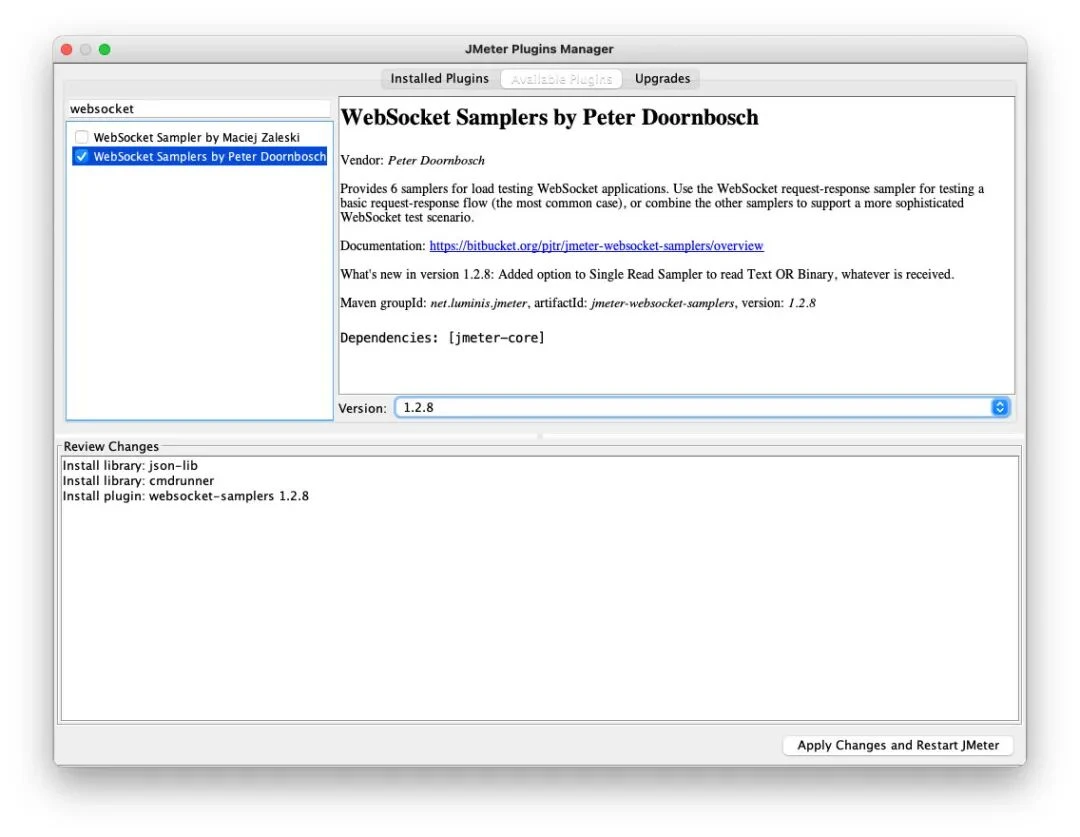 JMeter Plugins Manager
Installed Plugins
Available Plugins
Upgrades
websocket
WebSocket Sampler by Maciej Zaleski
WebSocket Samplers by Peter Doornbosch
WebSocket Samplers by Peter Doornbosch
Vendor: Peter Doornbosch
Provides 6 samplers for load testing WebSocket applications. Use the WebSocket request-response sampler for testing a
basic request-response flow (the most common case), or combine the other samplers to support a more sophisticated
WebSocket test scenario.
Documentation: https://bitbucket.org/pjtr/jmeter-websocket-samplers/overview
What's new in version 1.2.8: Added option to Single Read Sampler to read Text OR Binary, whatever is received.
Maven groupId: net.luminis.jmeter, artifactId: jmeter-websocket-samplers, version: 1.2.8
Dependencies: [jmeter-core]
Version: 1.2.8
Review Changes
Install library: json-lib
Install library: cmdrunner
Install plugin: websocket-samplers 1.2.8
Apply Changes and Restart JMeter